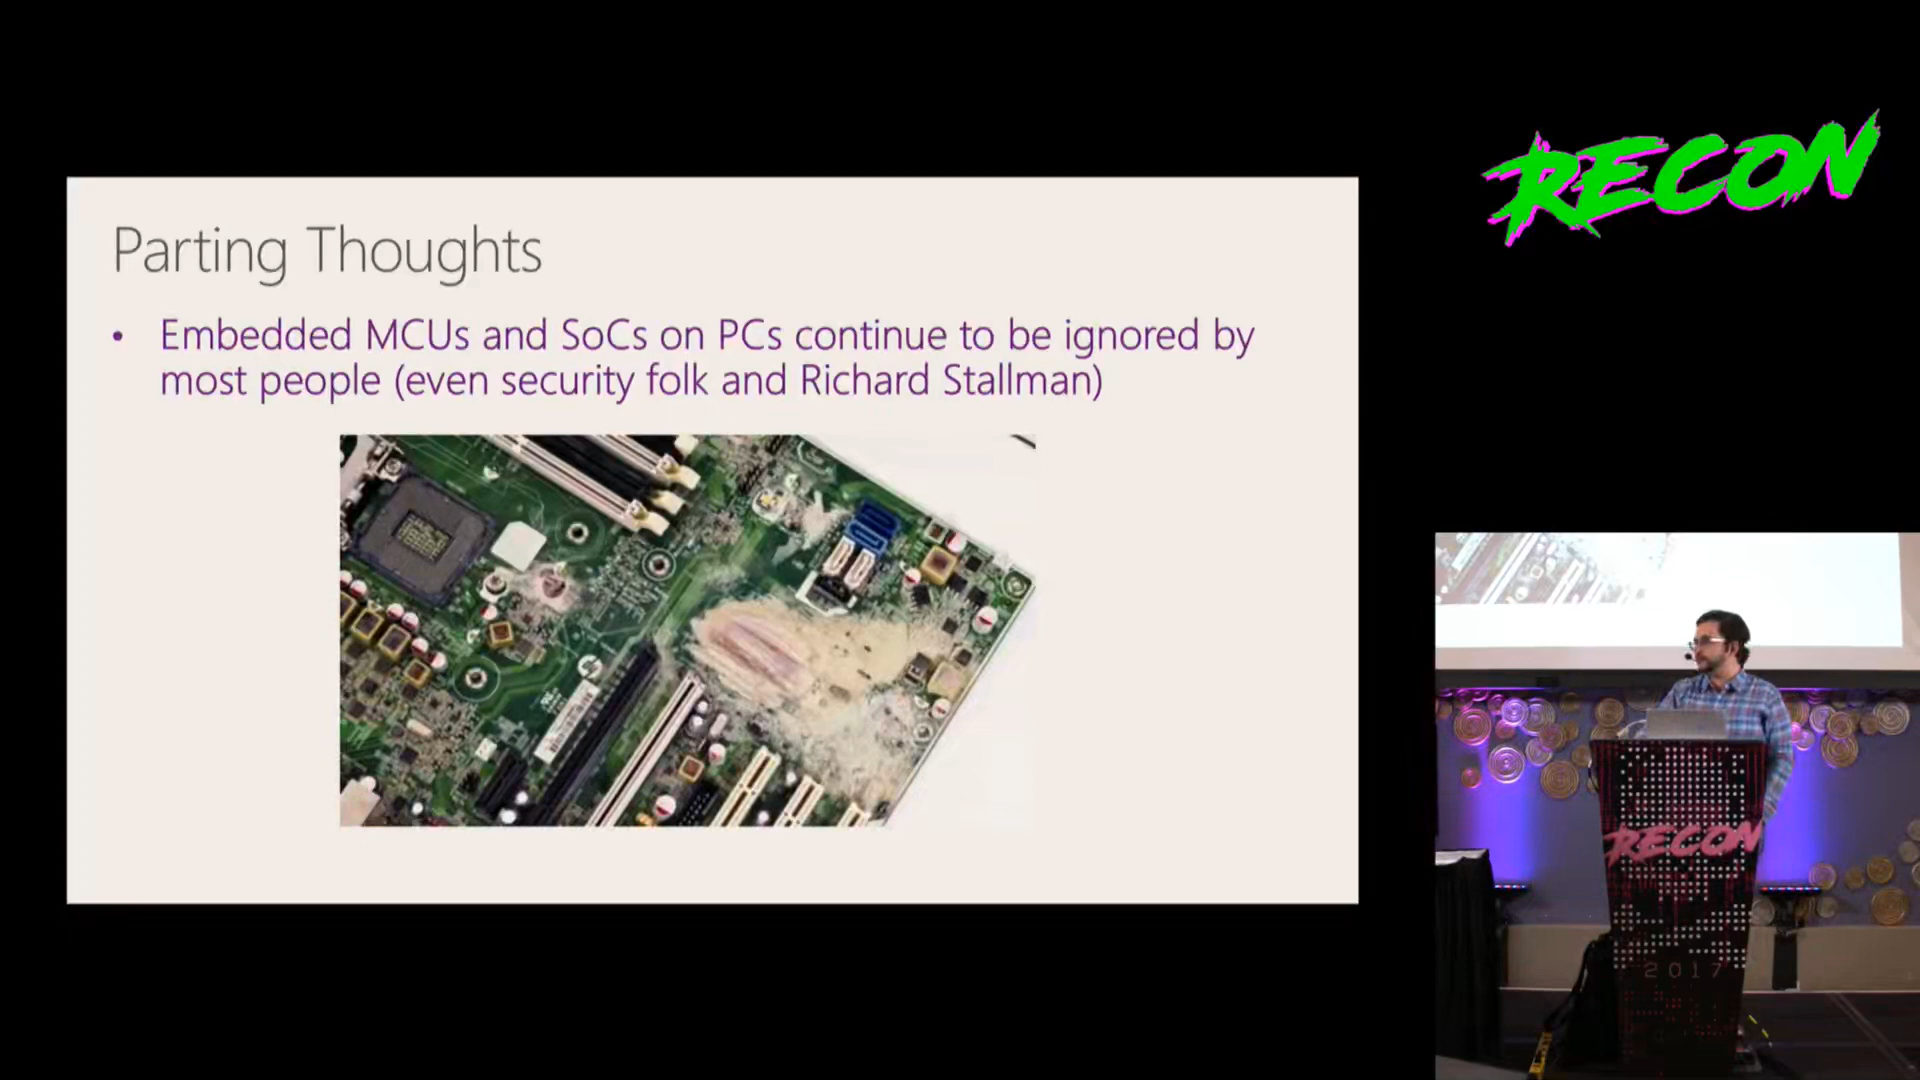 RECON
Parting Thoughts
• Embedded MCUs and SoCs on PCs continue to be ignored by
most people (even security folk and Richard Stallman)
RECON
2017